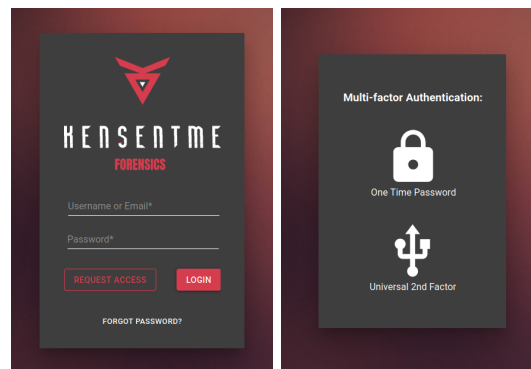 KENSENTME
FORENSICS
Username or Email*
Password*
REQUEST ACCESS
LOGIN
FORGOT PASSWORD?
Multi-factor Authentication:
One Time Password
Universal 2nd Factor